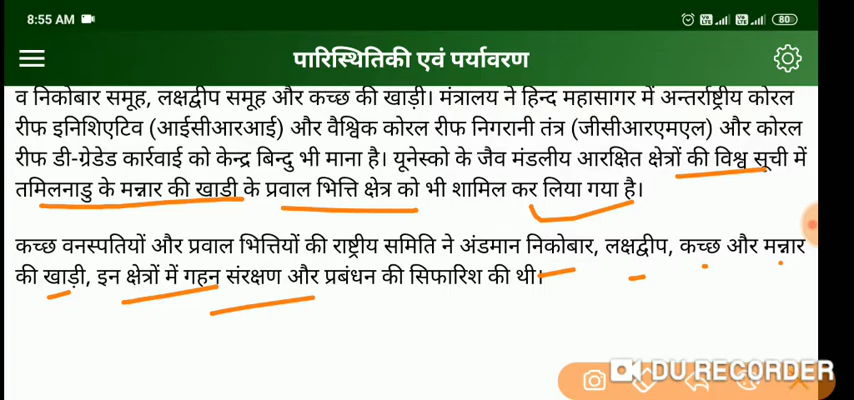 8:55 AM
80
पारिस्थितिकी एवं पर्यावरण
व निकोबार समूह, लक्षद्वीप समूह और कच्छ की खाड़ी। मंत्रालय ने हिन्द महासागर में अन्तर्राष्ट्रीय कोरल
रीफ इनिशिएटिव (आईसीआरआई) और वैश्विक कोरल रीफ निगरानी तंत्र (जीसीआरएमएल) और कोरल
रीफ डी-ग्रेडेड कार्रवाई को केन्द्र बिन्दु भी माना है। यूनेस्को के जैव मंडलीय आरक्षित क्षेत्रों की विश्व सूची में
तमिलनाडु के मन्नार की खाड़ी के प्रवाल भित्ति क्षेत्र को भी शामिल कर लिया गया है।
कच्छ वनस्पतियों और प्रवाल भित्तियों की राष्ट्रीय समिति ने अंडमान निकोबार, लक्षद्वीप, कच्छ और मन्नार
की खाड़ी, इन क्षेत्रों में गहन संरक्षण और प्रबंधन की सिफारिश की थी।
DU RECORDER